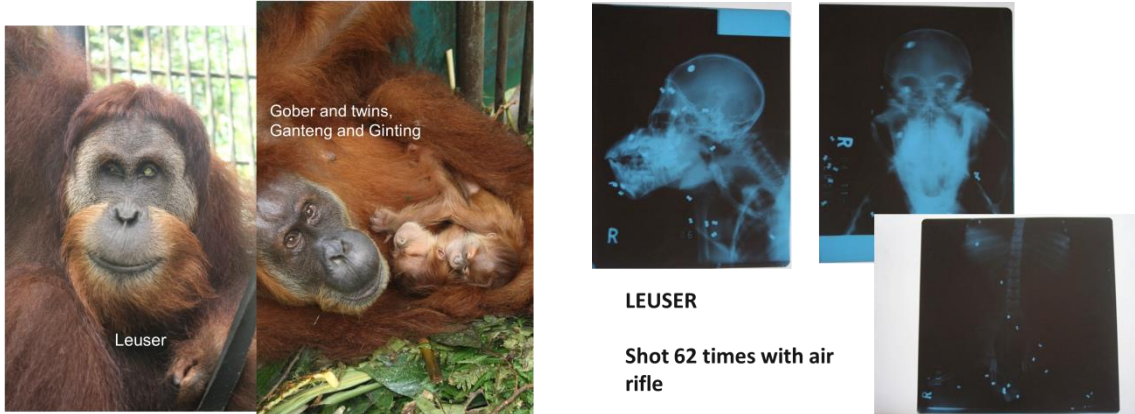 Gober and twins,
Ganteng and Ginting
Leuser
R
R
LEUSER
Shot 62 times with air
rifle
R